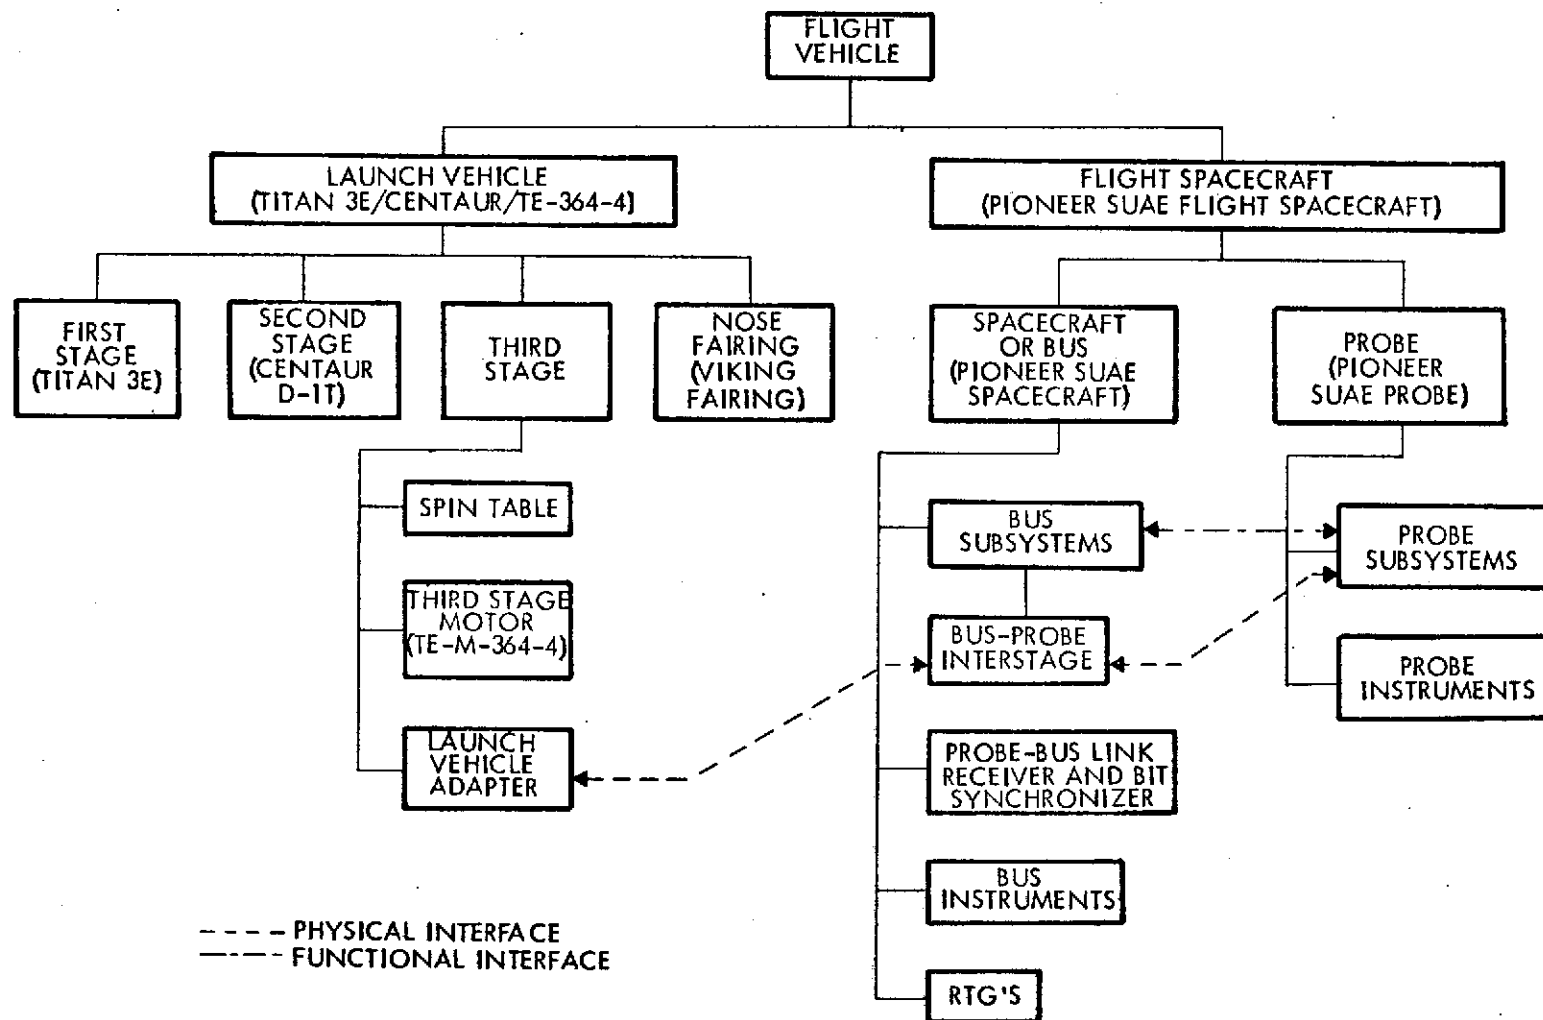 FLIGHT
VEHICLE
LAUNCH VEHICLE
(TITAN 3E/CENTAUR/TE-364-4)
FLIGHT SPACECRAFT
(PIONEER SUAE FLIGHT SPACECRAFT)
FIRST
STAGE
(TITAN 3E)
SECOND
STAGE
(CENTAUR
D-1T)
THIRD
STAGE
NOSE
FAIRING
(VIKING
FAIRING)
SPACECRAFT
OR BUS
(PIONEER SUAE
SPACECRAFT)
PROBE
(PIONEER
SUAE PROBE)
SPIN TABLE
THIRD STAGE
MOTOR
(TE-M-364-4)
LAUNCH
VEHICLE
ADAPTER
BUS
SUBSYSTEMS
BUS-PROBE
INTERSTAGE
PROBE-BUS LINK
RECEIVER AND BIT
SYNCHRONIZER
BUS
INSTRUMENTS
RTG'S
PROBE
SUBSYSTEMS
PROBE
INSTRUMENTS
PHYSICAL INTERFACE
FUNCTIONAL INTERFACE